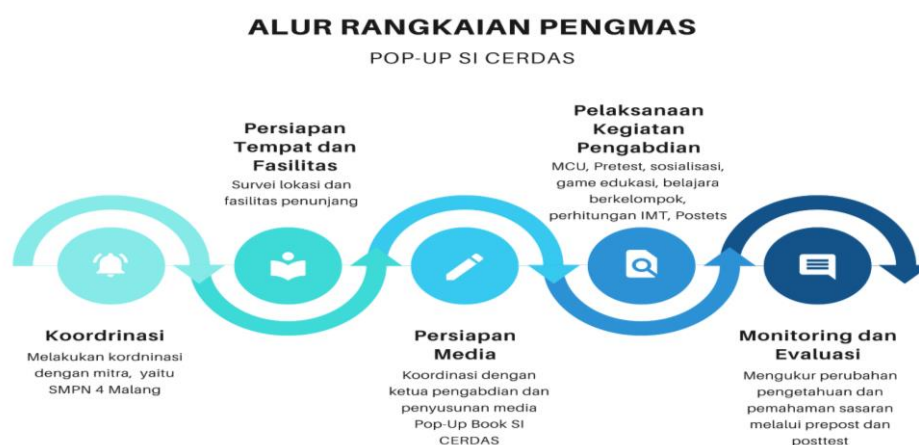 ALUR RANGKAIAN PENGMAS
POP-UP SI CERDAS
Koordrinasi
Melakukan kordninasi
dengan mitra, yaitu
SMPN 4 Malang
Persiapan
Tempat dan
Fasilitas
Survei lokasi dan
fasilitas penunjang
Persiapan
Media
Koordinasi dengan
ketua pengabdian dan
penyusunan media
Pop-Up Book SI
CERDAS
Pelaksanaan
Kegiatan
Pengabdian
MCU, Pretest, sosialisasi,
game edukasi, belajara
berkelompok,
perhitungan IMT, Postets
Monitoring dan
Evaluasi
Mengukur perubahan
pengetahuan dan
pemahaman sasaran
melalui prepost dan
posttest